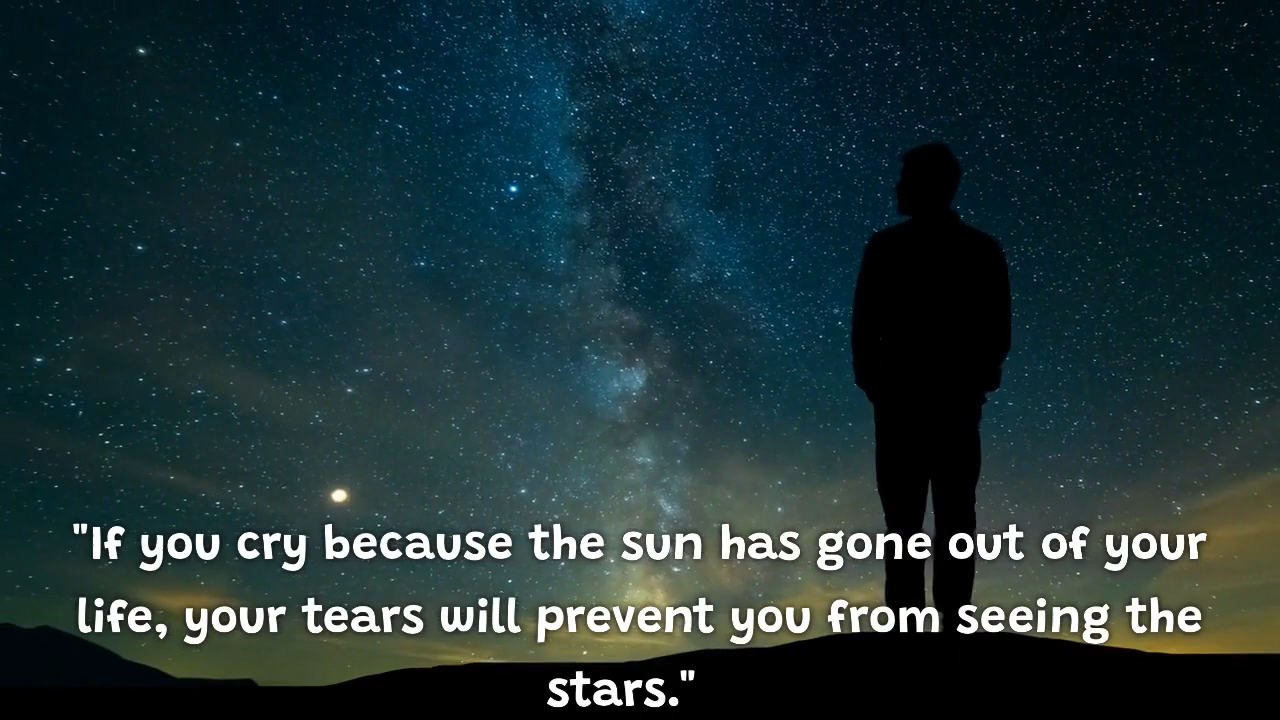 "If you cry because the sun has gone out of your
life, your tears will prevent you from seeing the
stars."